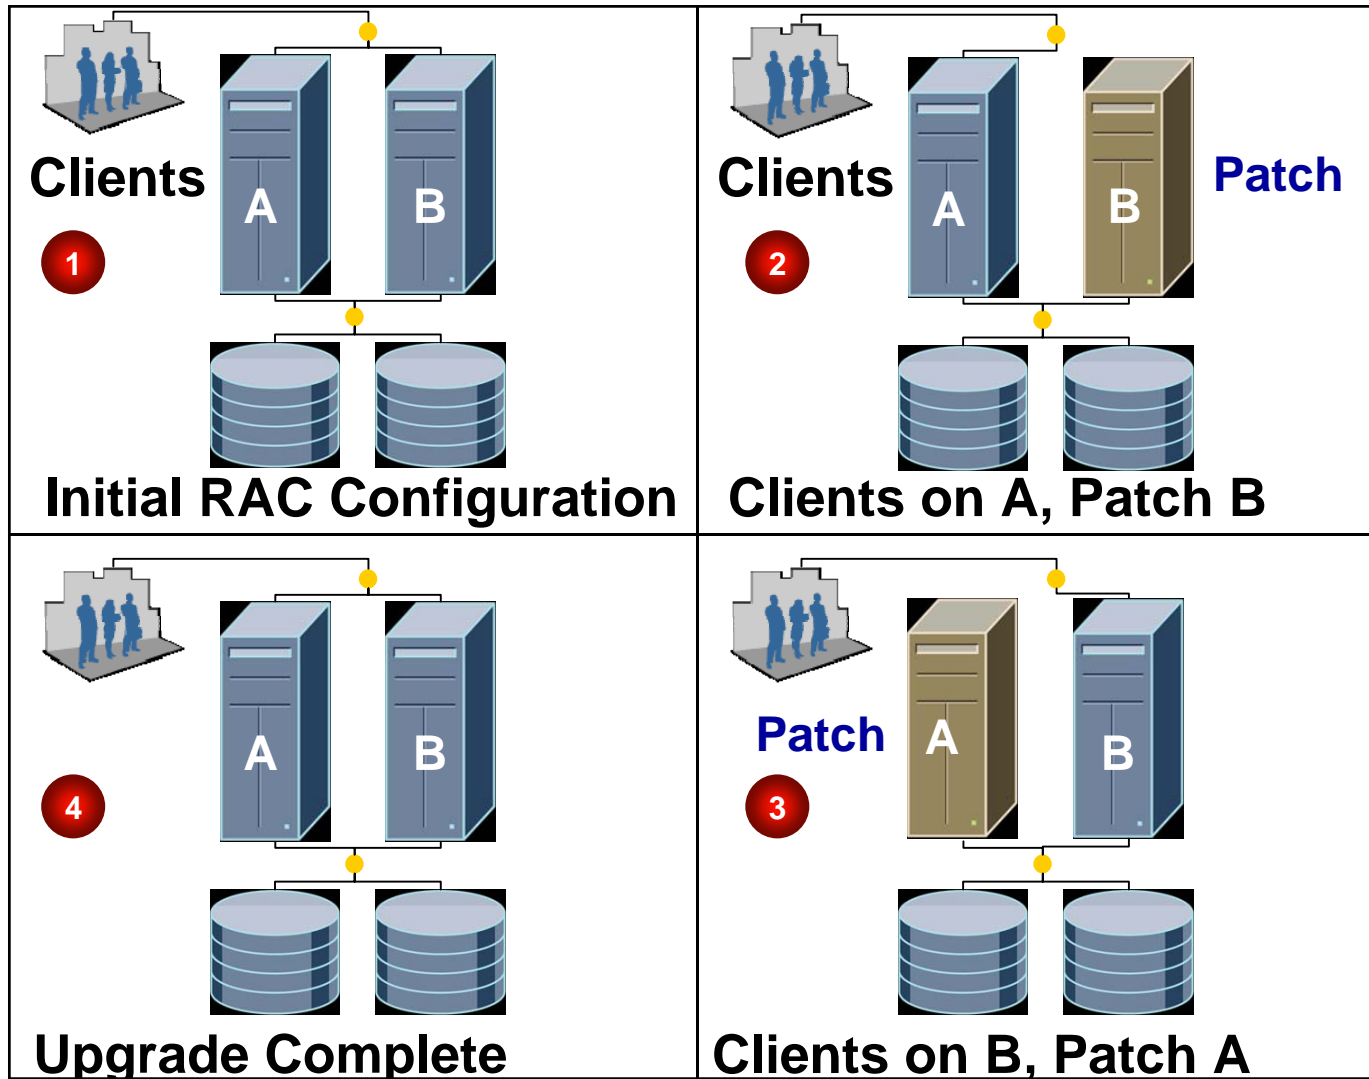 Clients
A
B
1
Initial RAC Configuration
Clients
A
B
Patch
2
Clients on A, Patch B
A
B
4
Upgrade Complete
Patch
A
B
3
Clients on B, Patch A